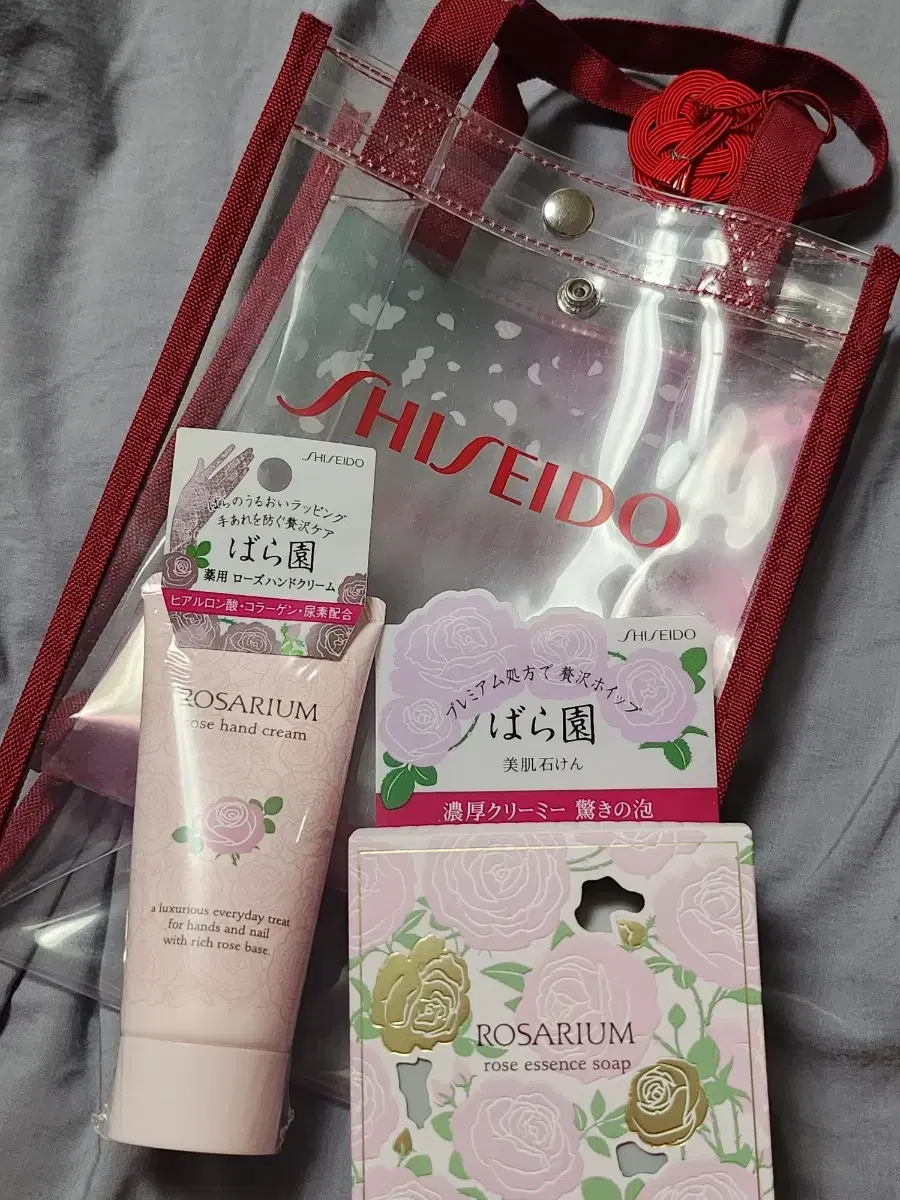 SHISEIDO
SHISEIDO
ばらのうるおいラッピング
手あれを防ぐ贅沢ケア
ばら園
薬用 ローズハンドクリーム
ヒアルロン酸・コラーゲン・尿素配合
ROSARIUM
rose hand cream
a luxurious everyday treat
for hands and nail
with rich rose base.
SHISEIDO
プレミアム処方で 贅沢ホイップ
ばら園
美肌石けん
濃厚クリーミー 驚きの泡
ROSARIUM
rose essence soap